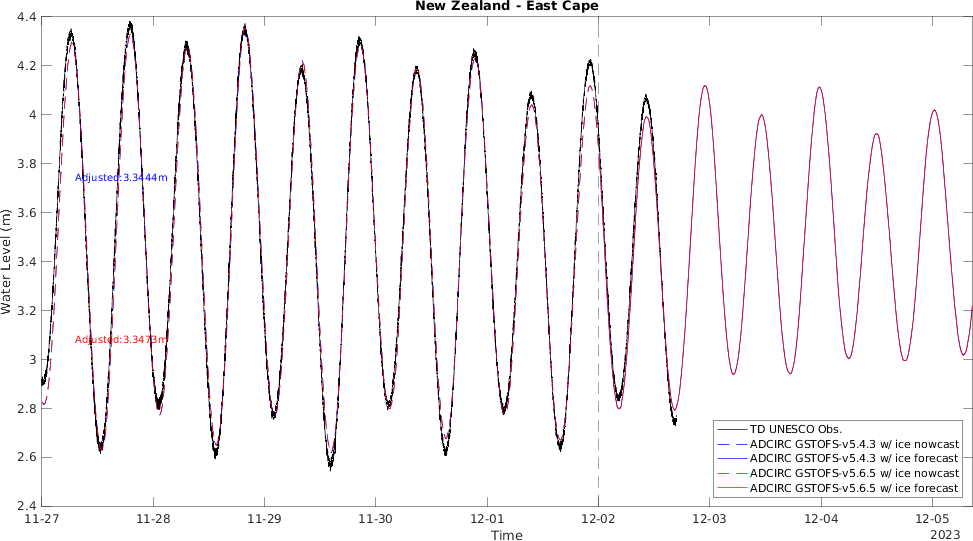 New Zealand - East Cape
4.4
4.2
4
3.8
3.6
3.4
3.2
3
2.8
2.6
2.4
Water Level (m)
Adjusted:3.3444m
Adjusted:3.3473m
TD UNESCO Obs.
ADCIRC GSTOFS-v5.4.3 w/ ice nowcast
ADCIRC GSTOFS-v5.4.3 w/ ice forecast
ADCIRC GSTOFS-v5.6.5 w/ ice nowcast
ADCIRC GSTOFS-v5.6.5 w/ ice forecast
11-27 11-28 11-29 11-30 12-01 12-02 12-03 12-04 12-05
Time
2023